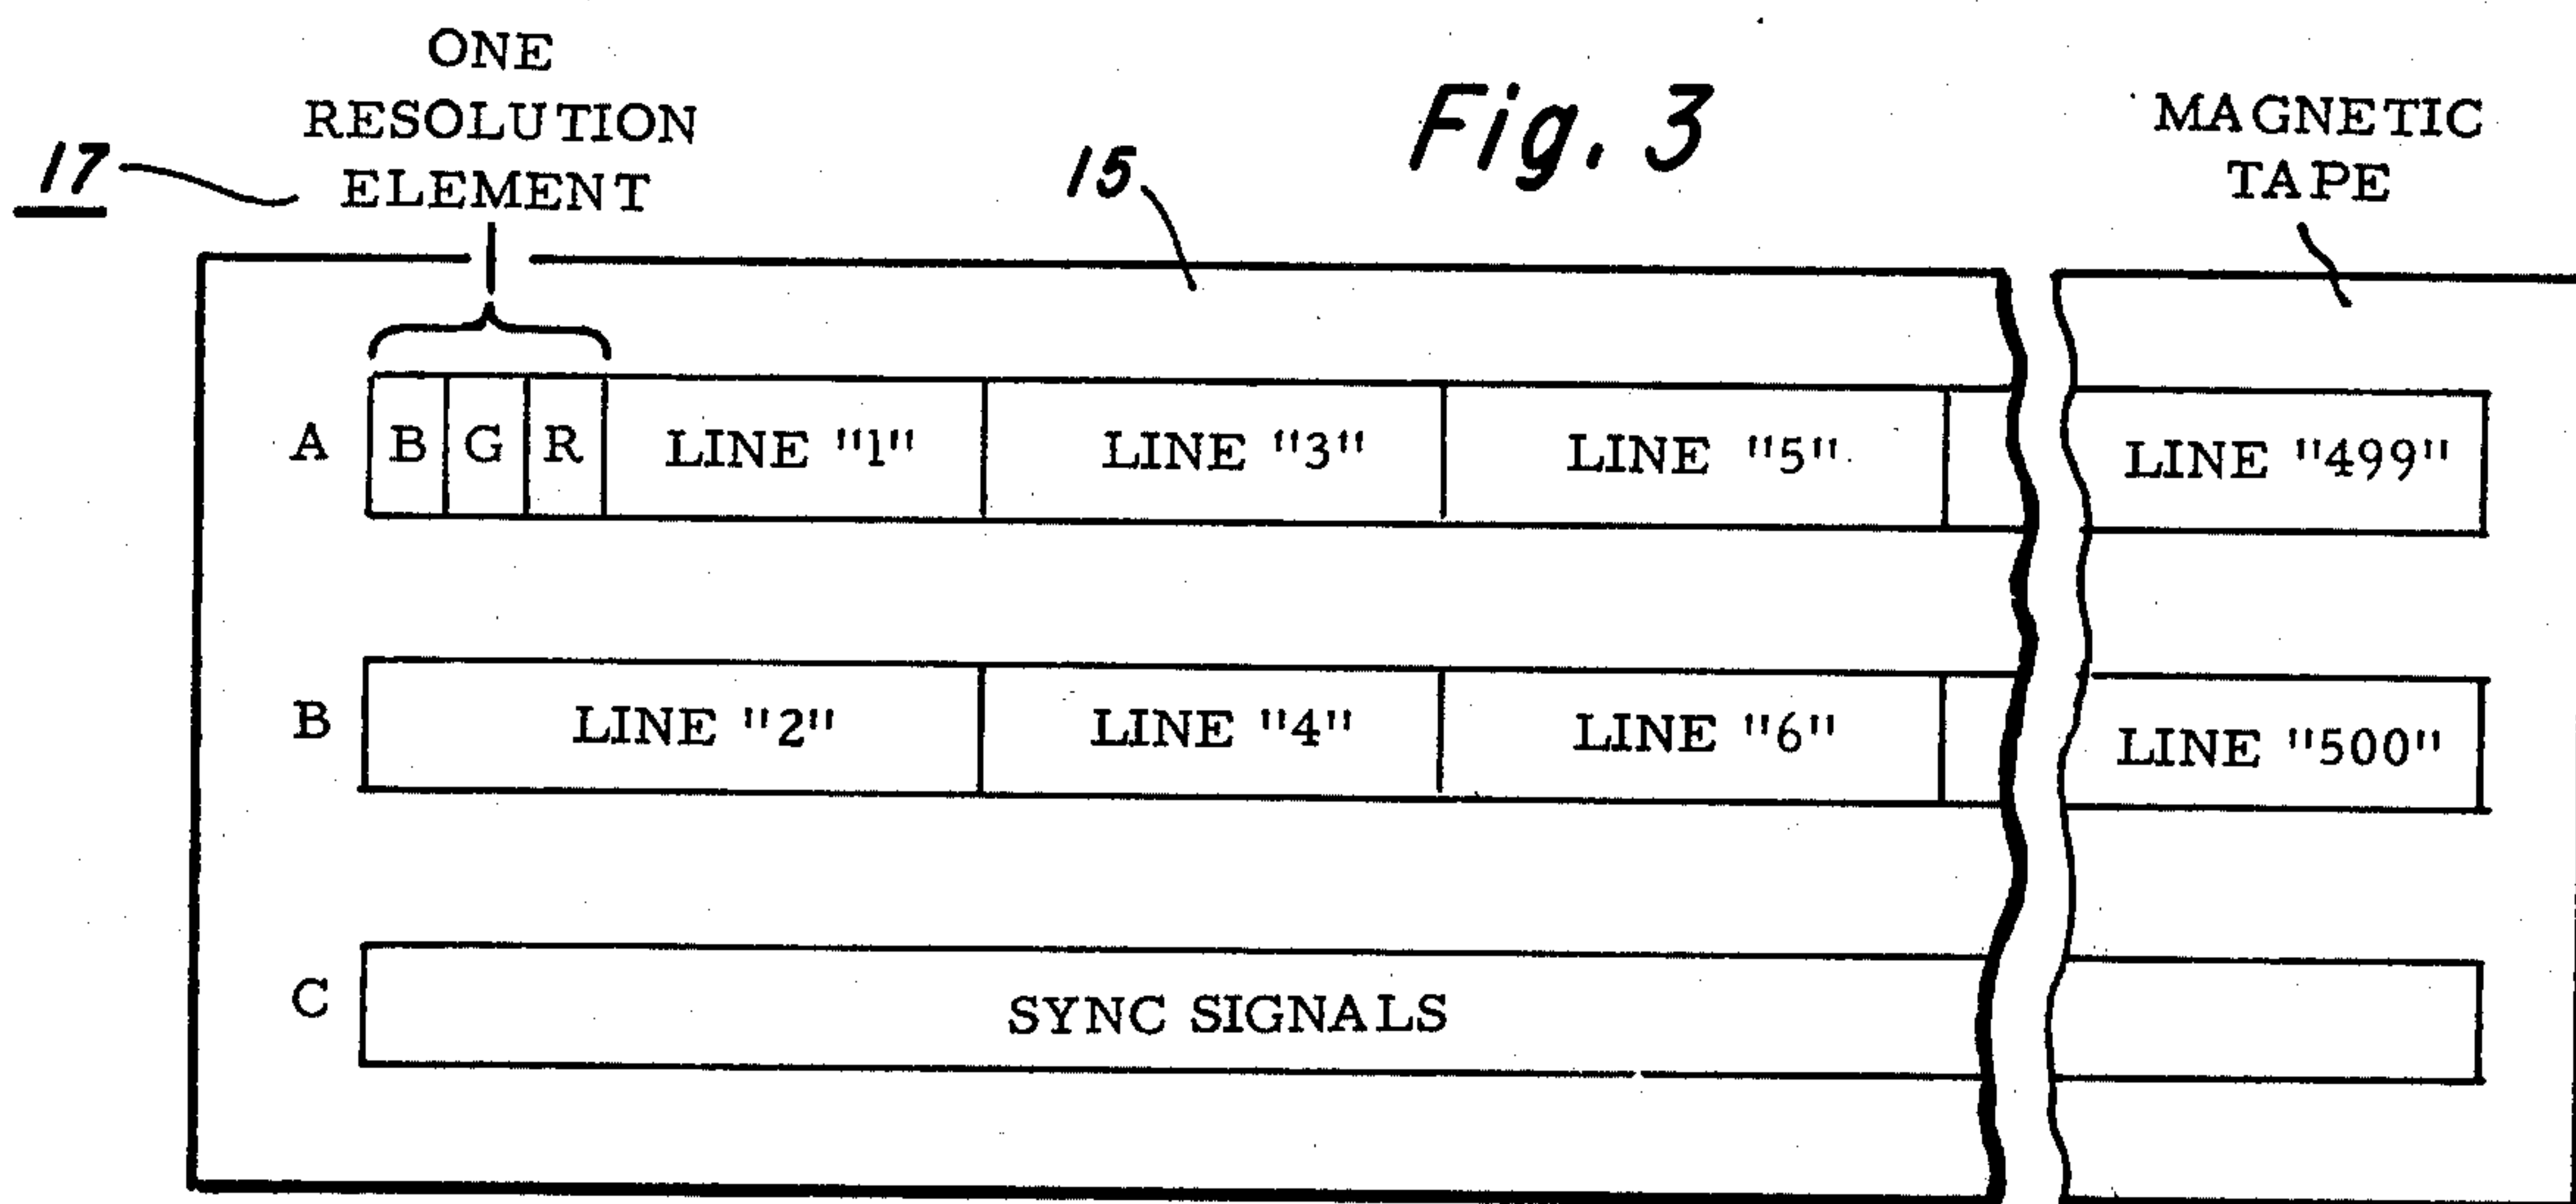 ONE
RESOLUTION
ELEMENT
17
15
Fig. 3
MAGNETIC
TAPE
A B G R LINE "1" LINE "3" LINE "5" LINE "499"
B LINE "2" LINE "4" LINE "6" LINE "500"
C SYNC SIGNALS